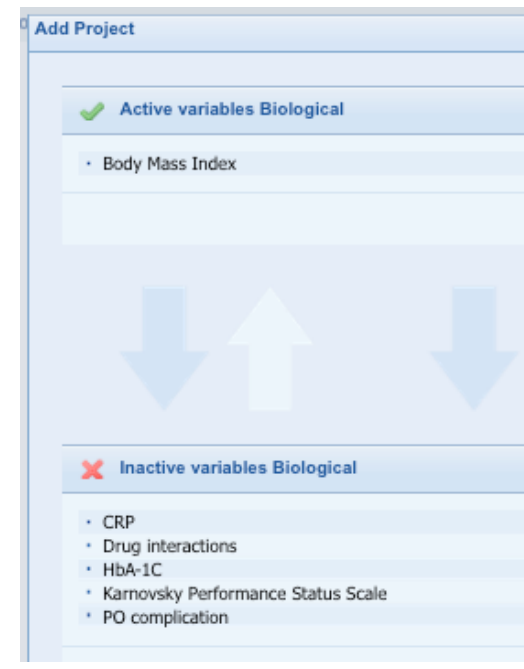 Add Project
Active variables Biological
· Body Mass Index
Inactive variables Biological
· CRP
· Drug interactions
· HbA-1C
· Karnovsky Performance Status Scale
· PO complication